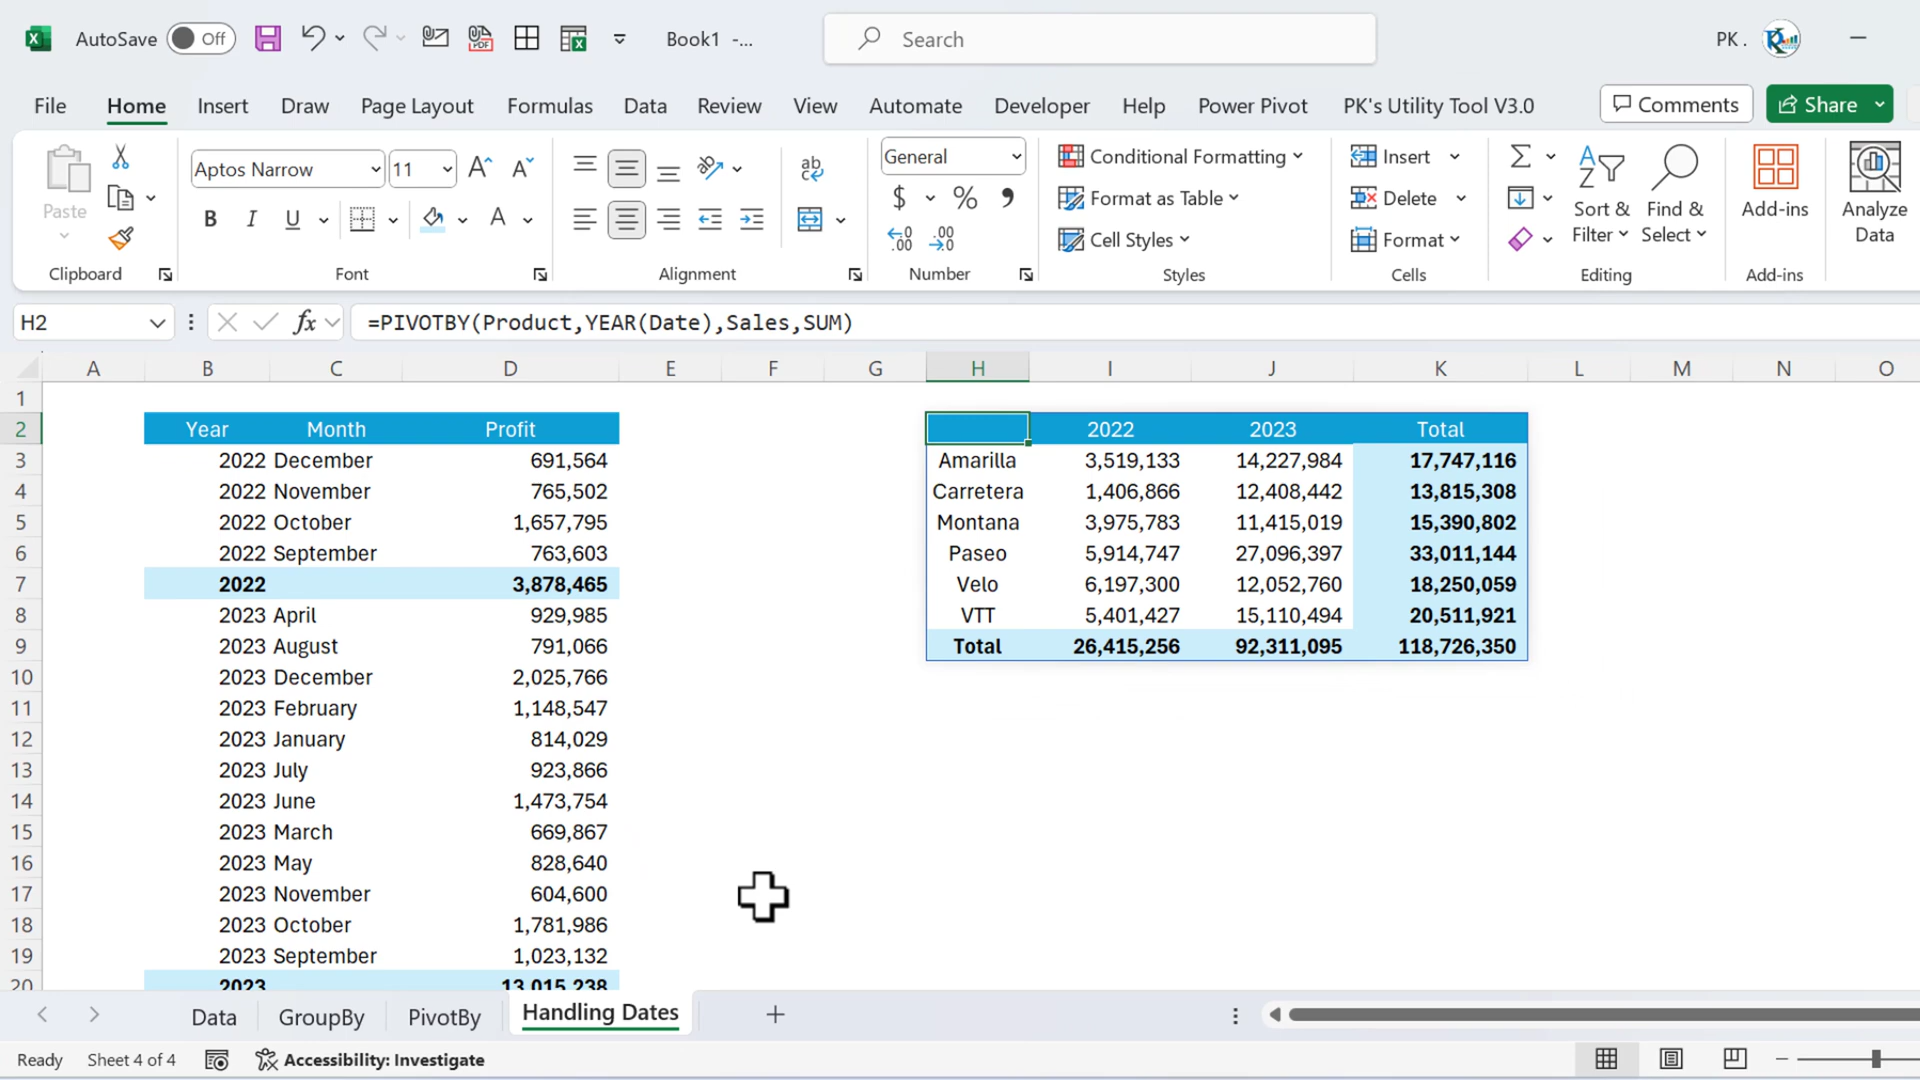 AutoSave Off Book1 -... Search PK .
File Home Insert Draw Page Layout Formulas Data Review View Automate Developer Help Power Pivot PK's Utility Tool V3.0 Comments Share
Paste Aptos Narrow 11 General Conditional Formatting Insert
Format as Table Delete Sort & Filter Find & Select Add-ins Analyze Data
Cell Styles Format
Clipboard Font Alignment Number Styles Cells Editing Add-ins
H2 fx =PIVOTBY(Product,YEAR(Date),Sales,SUM)
A B C D E F G H I J K L M N O
1
2 Year Month Profit 2022 2023 Total
3 2022 December 691,564 Amarilla 3,519,133 14,227,984 17,747,116
4 2022 November 765,502 Carretera 1,406,866 12,408,442 13,815,308
5 2022 October 1,657,795 Montana 3,975,783 11,415,019 15,390,802
6 2022 September 763,603 Paseo 5,914,747 27,096,397 33,011,144
7 2022 3,878,465 Velo 6,197,300 12,052,760 18,250,059
8 2023 April 929,985 VTT 5,401,427 15,110,494 20,511,921
9 2023 August 791,066 Total 26,415,256 92,311,095 118,726,350
10 2023 December 2,025,766
11 2023 February 1,148,547
12 2023 January 814,029
13 2023 July 923,866
14 2023 June 1,473,754
15 2023 March 669,867
16 2023 May 828,640
17 2023 November 604,600
18 2023 October 1,781,986
19 2023 September 1,023,132
20 2023 13,015,238
Data GroupBy PivotBy Handling Dates
Ready Sheet 4 of 4 Accessibility: Investigate